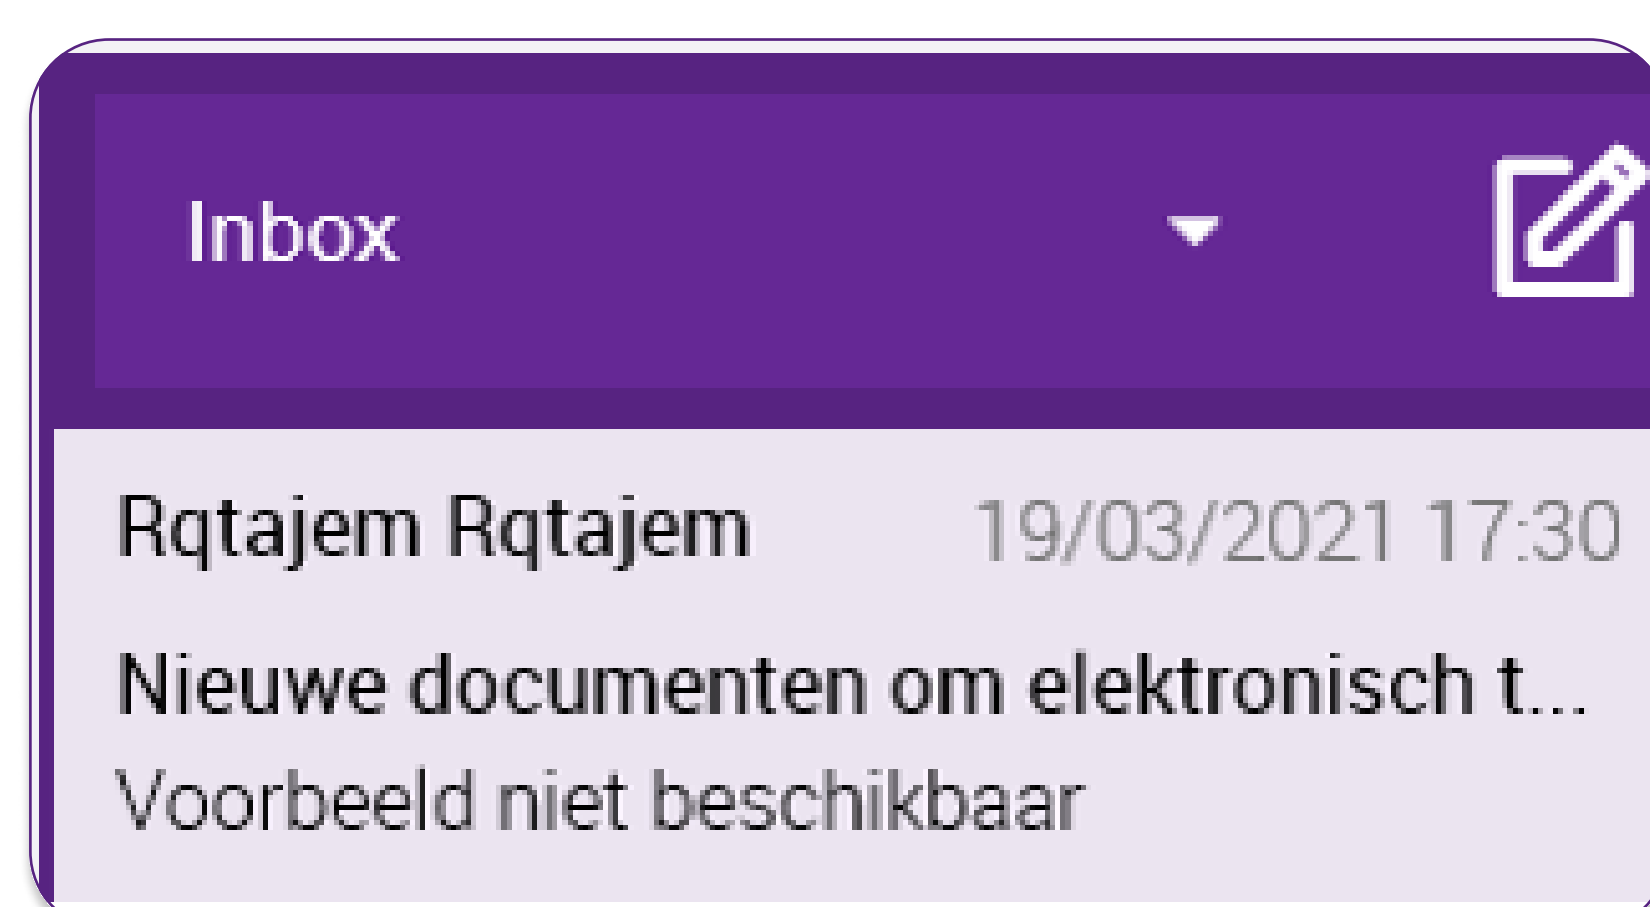 Inbox
Rqtajem Rqtajem 19/03/2021 17:30
Nieuwe documenten om elektronisch t...
Voorbeeld niet beschikbaar